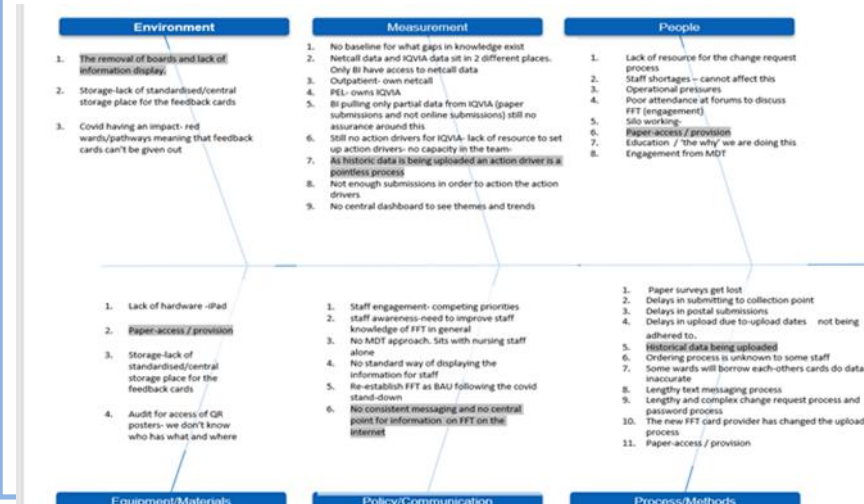 Environment
1. The removal of boards and lack of
information display.
2. Storage-lack of standardised/central
storage place for the feedback cards
3. Covid having an impact- red
wards/pathways meaning that feedback
cards can't be given out
Measurement
1. No baseline for what gaps in knowledge exist
2. Netcall data and IQVIA data sit in 2 different places.
Only BI have access to netcall data
3. Outpatient- own netcall
4. PEL- owns IQVIA
5. BI pulling only partial data from IQVIA (paper
submissions and not online submissions) still no
assurance around this
6. Still no action drivers for IQVIA- lack of resource to set
up action drivers- no capacity in the team-
7. As historic data is being uploaded an action driver is a
pointless process
8. Not enough submissions in order to action the action
drivers
9. No central dashboard to see themes and trends
People
1. Lack of resource for the change request
process
2. Staff shortages – cannot affect this
3. Operational pressures
4. Poor attendance at forums to discuss
FFT (engagement)
5. Silo working-
6. Paper-access / provision
7. Education / 'the why' we are doing this
8. Engagement from MDT
1. Lack of hardware -iPad
2. Paper-access / provision
3. Storage-lack of
standardised/central
storage place for the
feedback cards
4. Audit for access of QR
posters- we don't know
who has what and where
Equipment/Materials
1. Staff engagement- competing priorities
2. staff awareness-need to improve staff
knowledge of FFT in general
3. No MDT approach. Sits with nursing staff
alone
4. No standard way of displaying the
information for staff
5. Re-establish FFT as BAU following the covid
stand-down
6. No consistent messaging and no central
point for information on FFT on the
internet
Policy/Communication
1. Paper surveys get lost
2. Delays in submitting to collection point
3. Delays in postal submissions
4. Delays in upload due to-upload dates not being
adhered to.
5. Historical data being uploaded
6. Ordering process is unknown to some staff
7. Some wards will borrow each-others cards do data
inaccurate
8. Lengthy text messaging process
9. Lengthy and complex change request process and
password process
10. The new FFT card provider has changed the upload
process
11. Paper-access / provision
Process/Methods